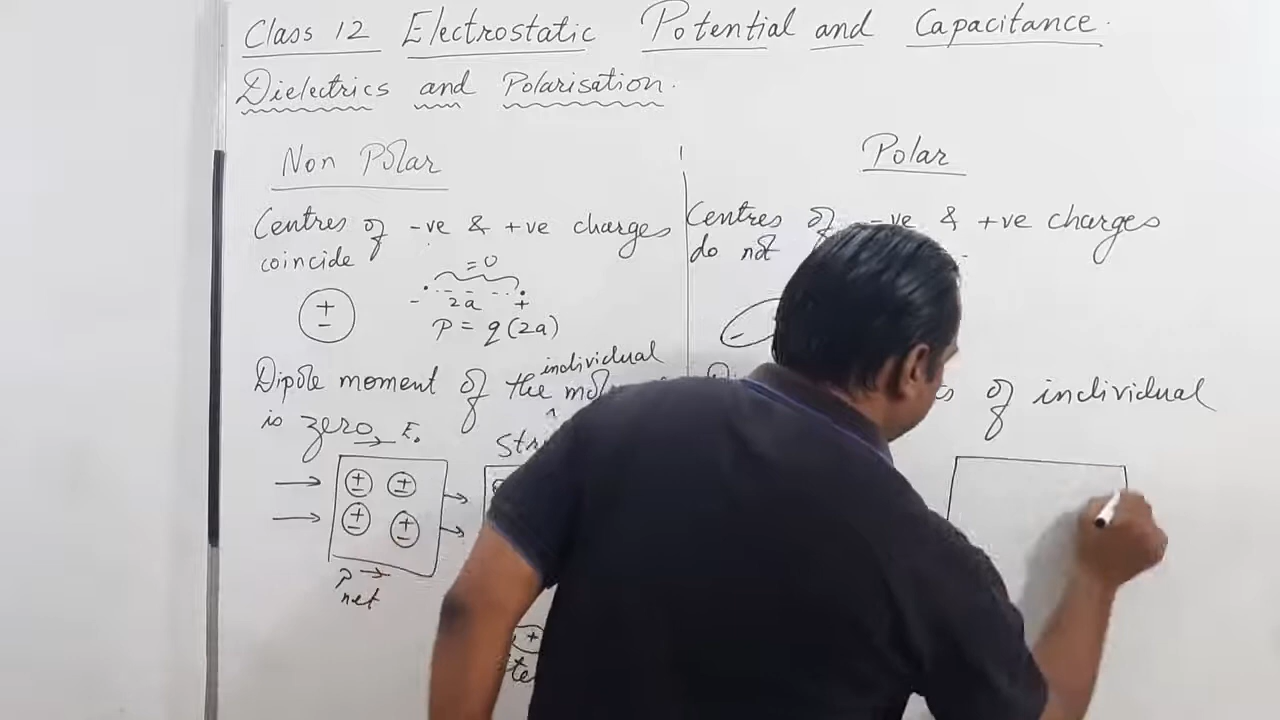 Class 12 Electrostatic Potential and Capacitance.
Dielectrics and Polarisation.
Non Polar
Centres of -ve & +ve charges
coincide
+
-
= 0
- 2a +
P = q(2a)
individual
Dipole moment of the
is zero
E₀
± ±
± ±
P
net
+
Polar
Centres of -ve & +ve charges
do not
-
of individual